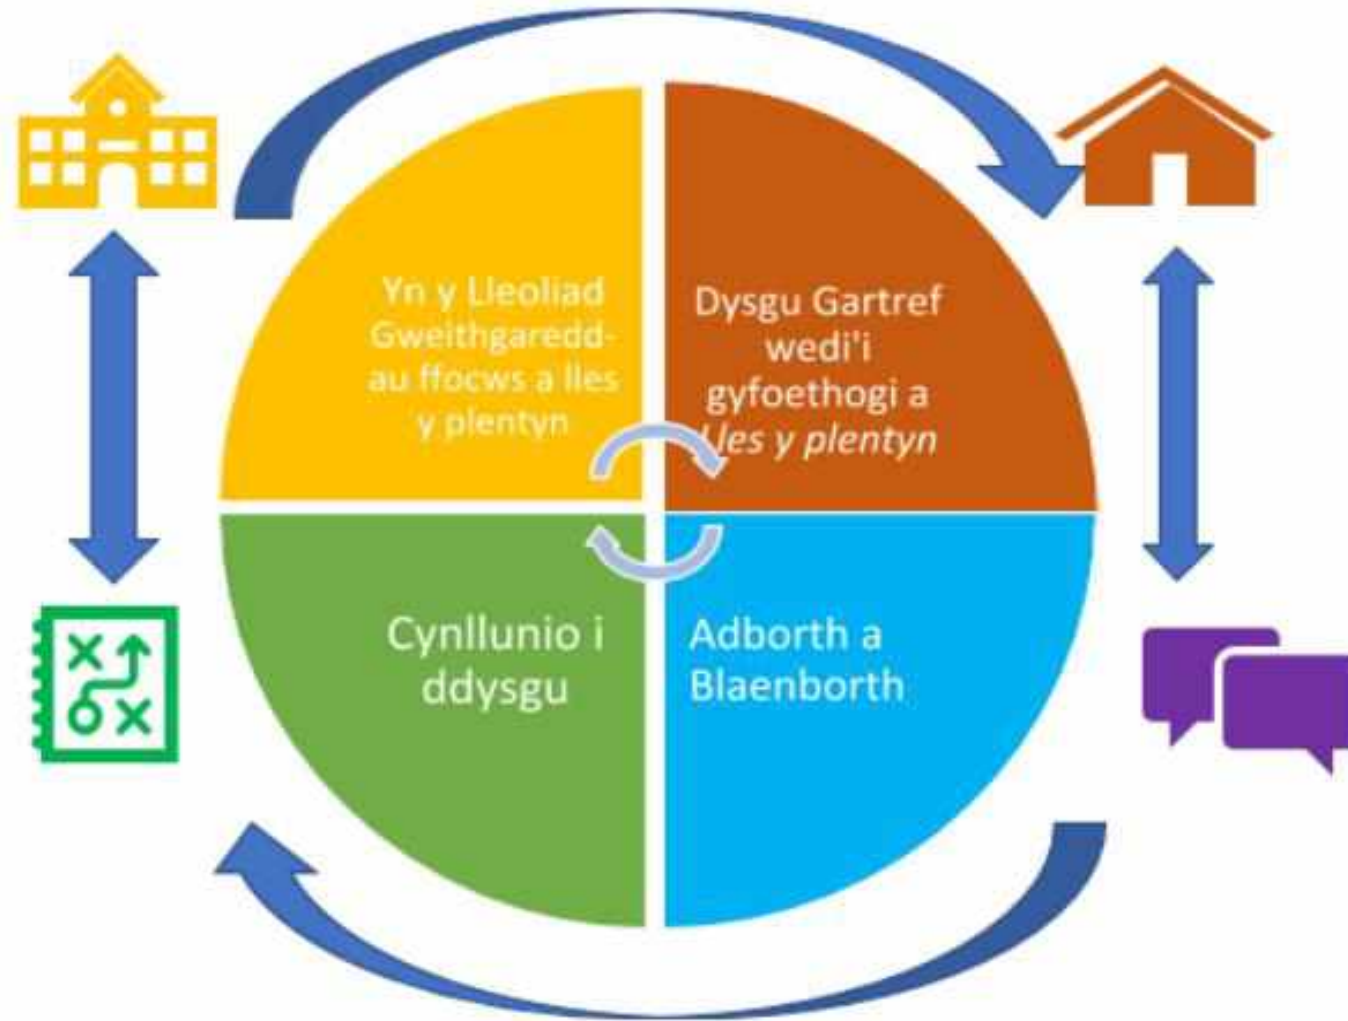 Yn y Lleoliad
Gweithgaredd-
au ffocws a lles
y plentyn
Dysgu Gartref
wedi'i
gyfoethogi a
Lles y plentyn
Cynllunio i
ddysgu
Adborth a
Blaenborth